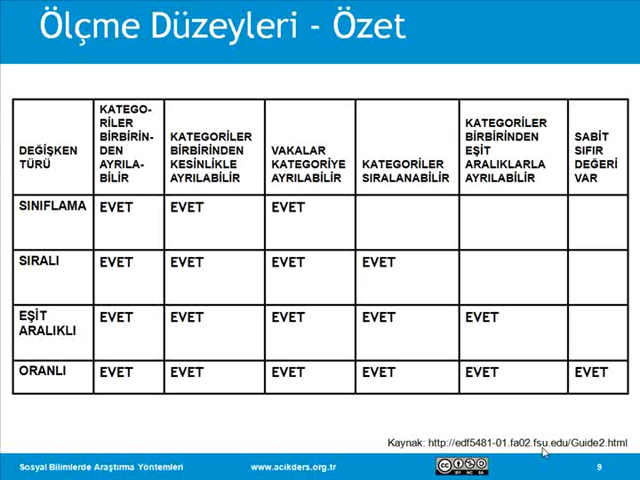 Ölçme Düzeyleri - Özet
DEĞİŞKEN
TÜRÜ
KATEGO-
RİLER
BİRBİRİN-
DEN
AYRILA-
BİLİR
KATEGORİLER
BİRBİRİNDEN
KESİNLİKLE
AYRILABİLİR
VAKALAR
KATEGORİYE
AYRILABİLİR
KATEGORİLER
SIRALANABİLİR
KATEGORİLER
BİRBİRİNDEN
EŞİT
ARALIKLARLA
AYRILABİLİR
SABİT
SIFIR
DEĞERİ
VAR
SINIFLAMA EVET EVET EVET
SIRALI EVET EVET EVET EVET
EŞİT
ARALIKLI
EVET EVET EVET EVET EVET
ORANLI EVET EVET EVET EVET EVET EVET
Kaynak: http://edf5481-01.fa02.fsu.edu/Guide2.html
Sosyal Bilimlerde Araştırma Yöntemleri www.acikders.org.tr cc BY NC SA 9